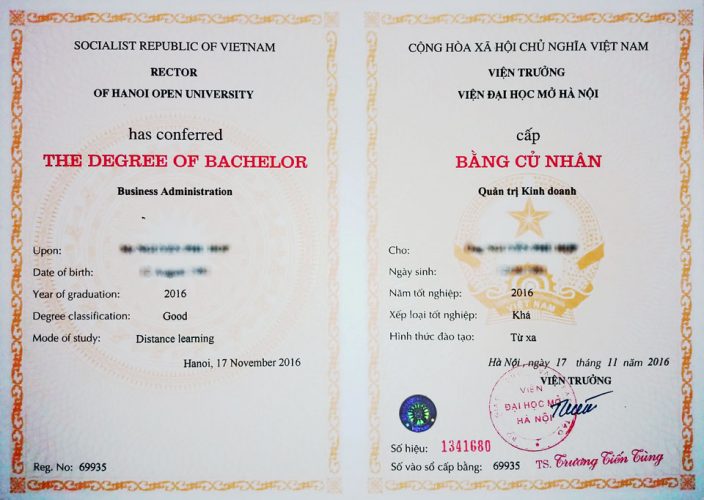 SOCIALIST REPUBLIC OF VIETNAM
RECTOR
OF HANOI OPEN UNIVERSITY
has conferred
THE DEGREE OF BACHELOR
Business Administration
Upon:
Date of birth:
Year of graduation: 2016
Degree classification: Good
Mode of study: Distance learning
Hanoi, 17 November 2016
Reg. No: 69935
CỘNG HÒA XÃ HỘI CHỦ NGHĨA VIỆT NAM
VIỆN TRƯỞNG
VIỆN ĐẠI HỌC MỞ HÀ NỘI
cấp
BẰNG CỬ NHÂN
Quản trị Kinh doanh
Cho:
Ngày sinh:
VIỆT NAM
Năm tốt nghiệp: 2016
Xếp loại tốt nghiệp: Khá
Hình thức đào tạo: Từ xa
Hà Nội, ngày 17 tháng 11 năm 2016
VIỆN TRƯỞNG
VIỆN
ĐẠI HỌC MỞ
HÀ NỘI
Số hiệu: 1341680
Số vào sổ cấp bằng: 69935
TS. Trương Tiến Tùng